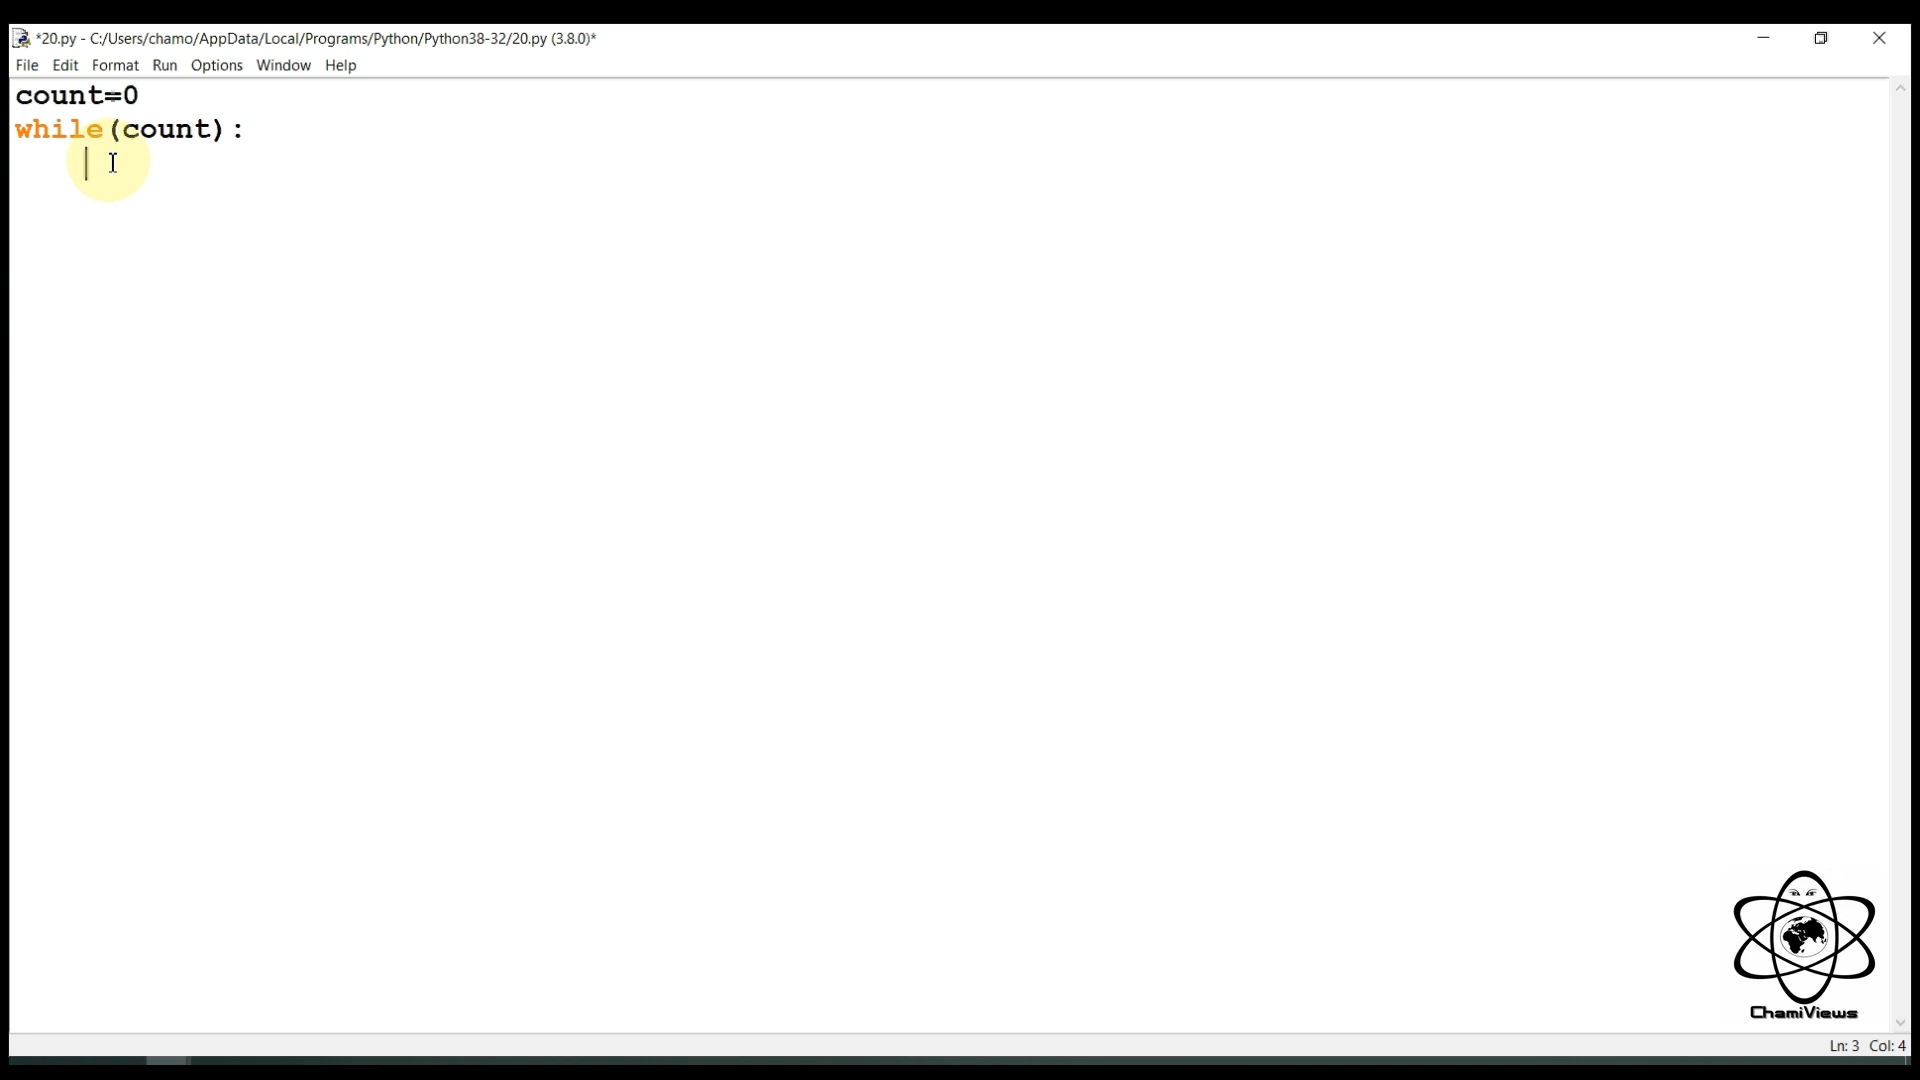 *20.py - C:/Users/chamo/AppData/Local/Programs/Python/Python38-32/20.py (3.8.0)*
File Edit Format Run Options Window Help
count=0
while(count):
ChamiViews
Ln: 3 Col: 4